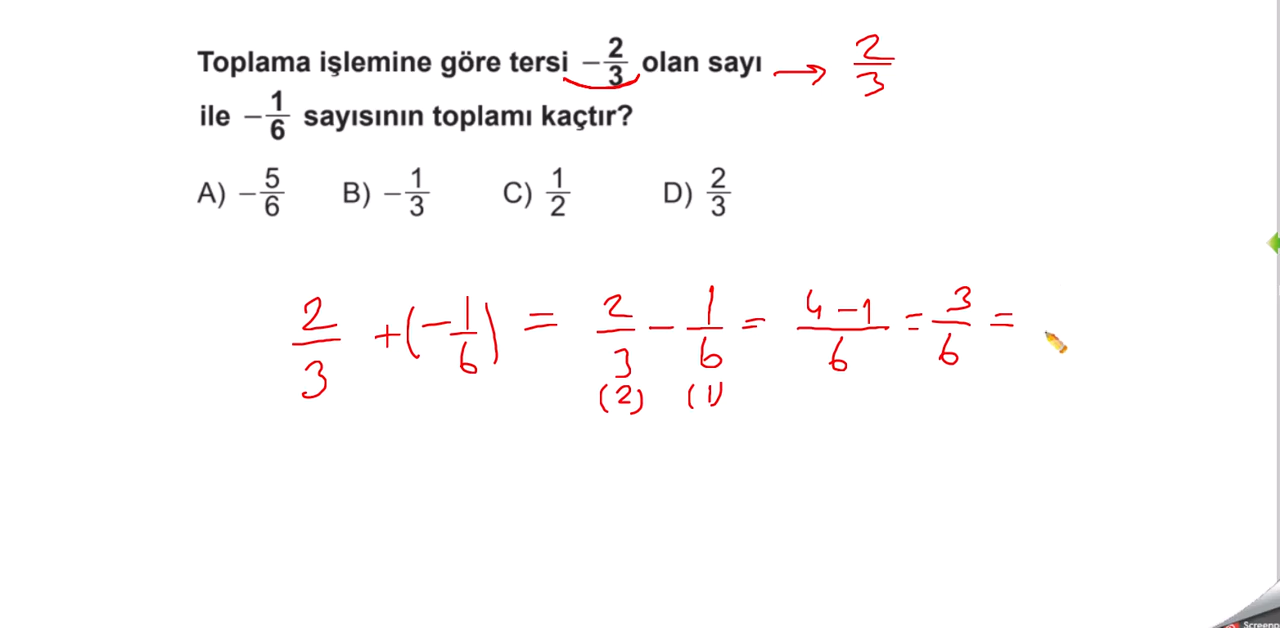 Toplama işlemine göre tersi −2/3 olan sayı → 2/3
ile −1/6 sayısının toplamı kaçtır?
A) −5/6 B) −1/3 C) 1/2 D) 2/3
2/3 +(−1/6) = 2/3 − 1/6 = 4−1/6 = 3/6 =
(2) (1)